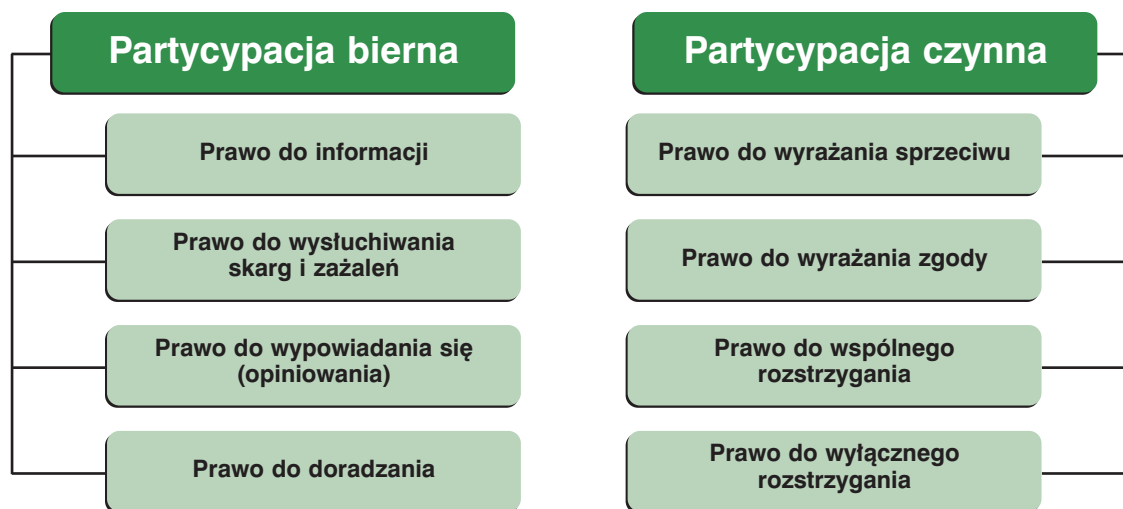 Partycypacja bierna
Prawo do informacji
Prawo do wysłuchiwania
skarg i zażaleń
Prawo do wypowiadania się
(opiniowania)
Prawo do doradzania
Partycypacja czynna
Prawo do wyrażania sprzeciwu
Prawo do wyrażania zgody
Prawo do wspólnego
rozstrzygania
Prawo do wyłącznego
rozstrzygania